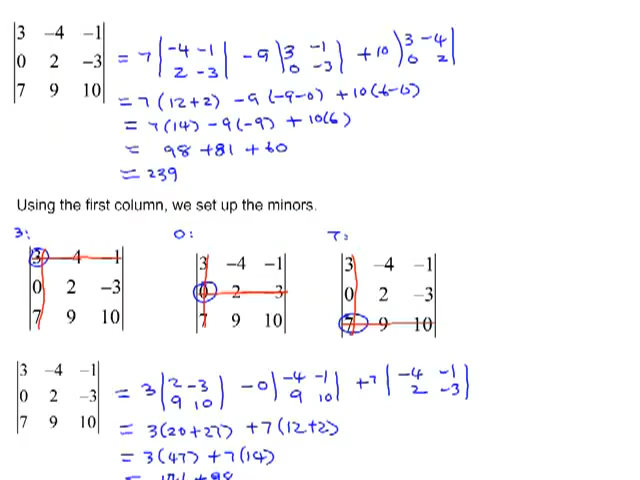 |3 −4 −1|
|0 2 −3|
|7 9 10| = 7 |−4 −1; 2 −3| − 9 |3 −1; 0 −3| + 10 |3 −4; 0 2|
= 7(12+2) −9(−9−0) +10(6−0)
= 7(14) −9(−9) + 10(6)
= 98 +81 + 60
= 239
Using the first column, we set up the minors.
3: 0: 7:
|3 −4 −1| |3 −4 −1| |3 −4 −1|
|0 2 −3| |0 2 −3| |0 2 −3|
|7 9 10| |7 9 10| |7 9 10|
|3 −4 −1|
|0 2 −3|
|7 9 10| = 3 |2 −3; 9 10| − 0 |−4 −1; 9 10| + 7 |−4 −1; 2 −3|
= 3(20+27) + 7(12+2)
= 3(47) + 7(14)
= 141 + 98